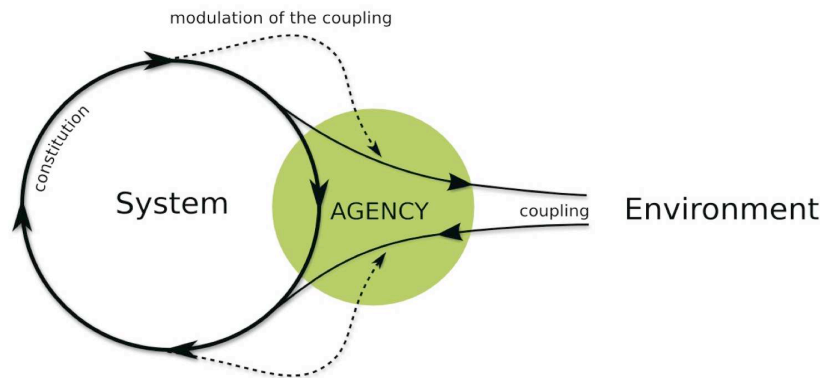 modulation of the coupling
constitution
System
AGENCY
coupling
Environment